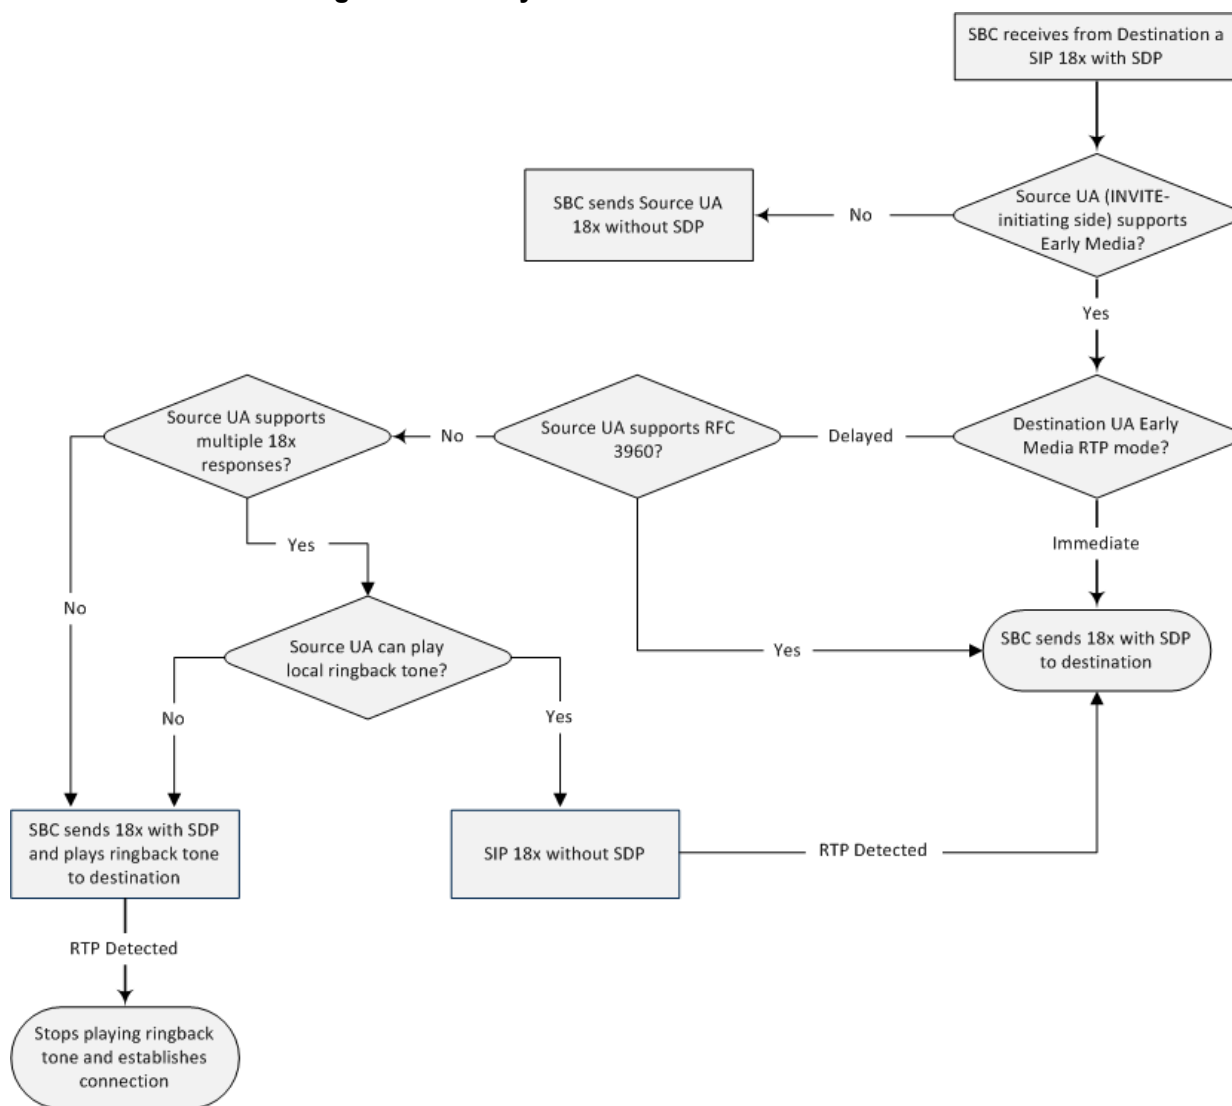 SBC receives from Destination a
SIP 18x with SDP
Source UA (INVITE-
initiating side) supports
Early Media?
No
SBC sends Source UA
18x without SDP
Yes
Destination UA Early
Media RTP mode?
Delayed
Source UA supports RFC
3960?
No
Source UA supports
multiple 18x
responses?
Immediate
Yes
No
Source UA can play
local ringback tone?
Yes
SBC sends 18x with SDP
to destination
No
Yes
SBC sends 18x with SDP
and plays ringback tone
to destination
SIP 18x without SDP
RTP Detected
RTP Detected
Stops playing ringback
tone and establishes
connection